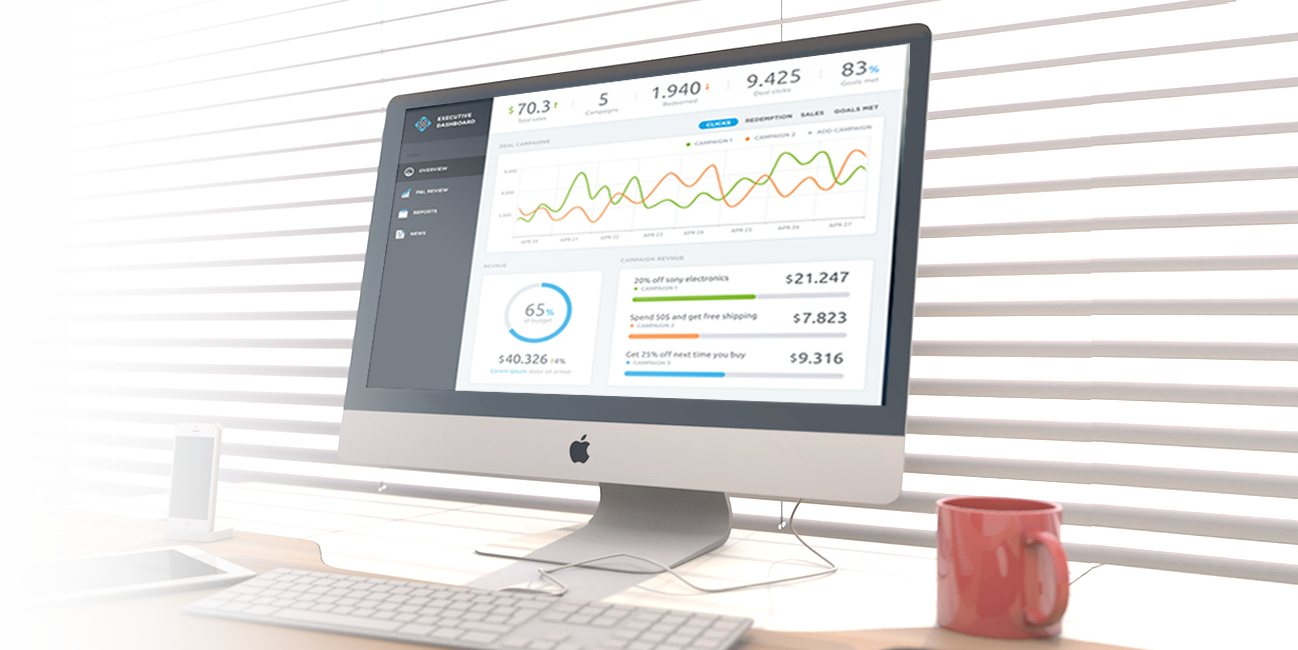 EXECUTIVE
DASHBOARD
OVERVIEW
P&L REVIEW
REPORTS
NEWS
$ 70.3
Total sales
5
Campaigns
1.940
Redeemed
9.425
Deal clicks
83%
Goals met
DEAL CAMPAIGNS
CLICKS REDEMPTION SALES GOALS MET
CAMPAIGN 1 CAMPAIGN 2 + ADD CAMPAIGN
APR 20 APR 21 APR 22 APR 23 APR 24 APR 25 APR 26 APR 27
REVNUE
65%
of budget
$40.326 4%
Lorem ipsum dolor sit amut
CAMPAIGN REVNUE
20% off sony electronics
$21.247
CAMPAIGN 1
Spend 50$ and get free shipping
$7.823
CAMPAIGN 2
Get 25% off next time you buy
$9.316
CAMPAIGN 3